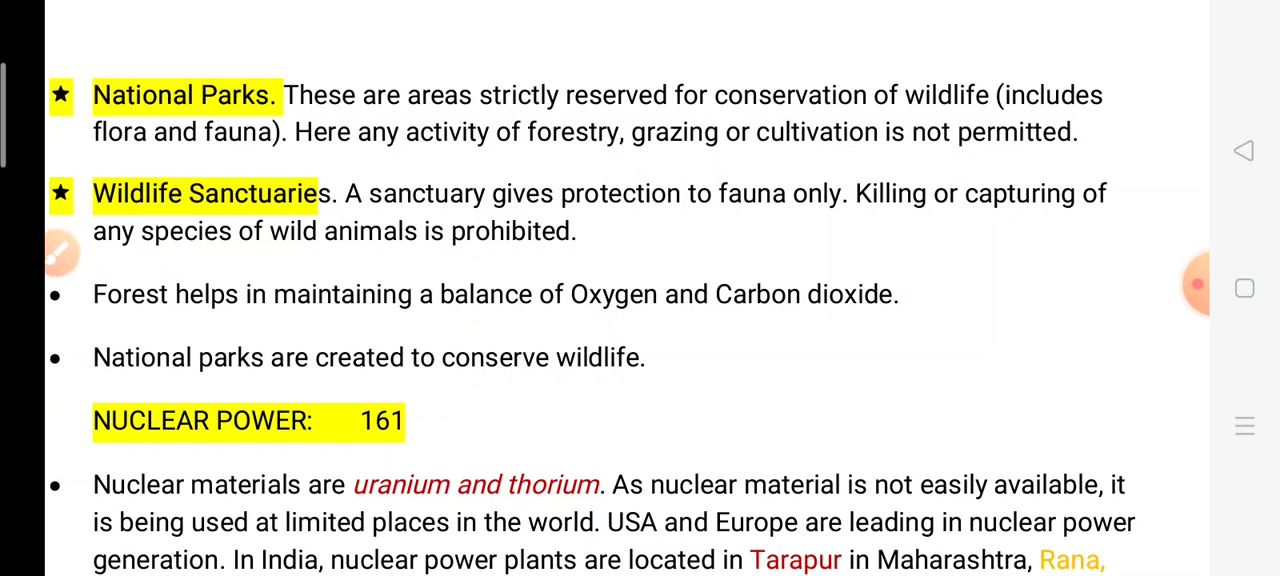 ★ National Parks. These are areas strictly reserved for conservation of wildlife (includes
flora and fauna). Here any activity of forestry, grazing or cultivation is not permitted.
★ Wildlife Sanctuaries. A sanctuary gives protection to fauna only. Killing or capturing of
any species of wild animals is prohibited.
• Forest helps in maintaining a balance of Oxygen and Carbon dioxide.
• National parks are created to conserve wildlife.
NUCLEAR POWER: 161
• Nuclear materials are uranium and thorium. As nuclear material is not easily available, it
is being used at limited places in the world. USA and Europe are leading in nuclear power
generation. In India, nuclear power plants are located in Tarapur in Maharashtra, Rana,